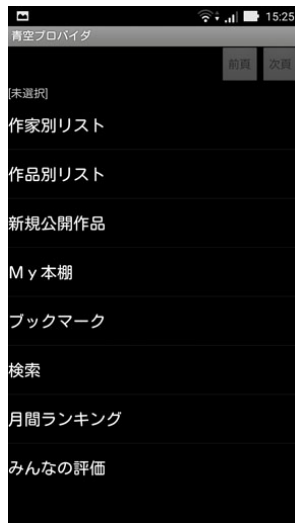 15:25
青空プロバイダ
前頁 次頁
[未選択]
作家別リスト
作品別リスト
新規公開作品
Ｍｙ本棚
ブックマーク
検索
月間ランキング
みんなの評価